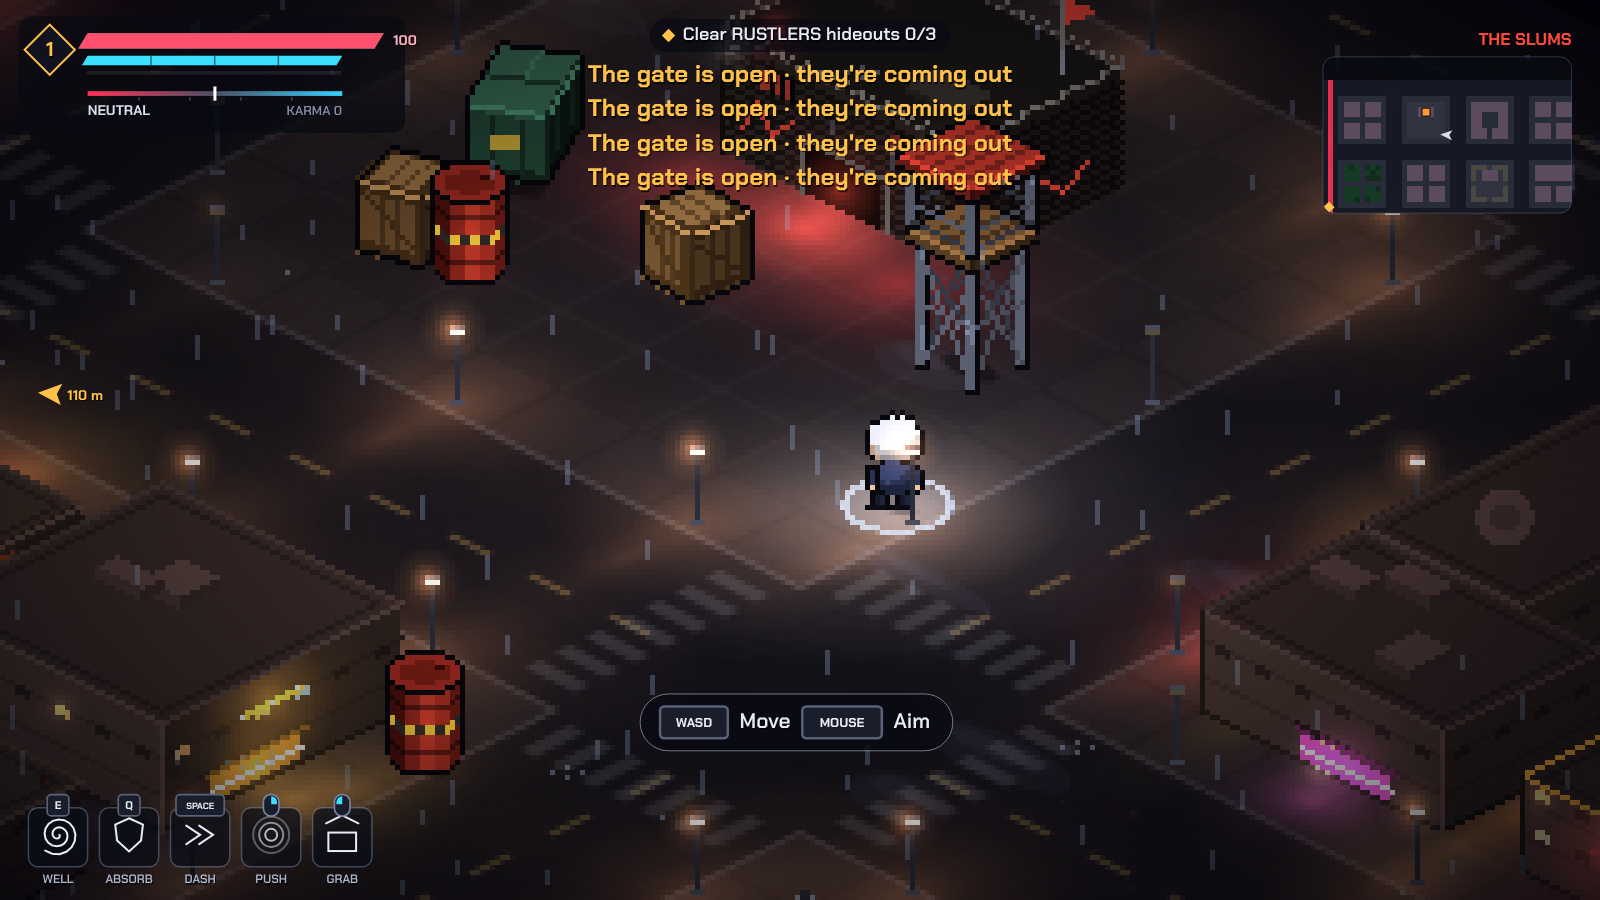 1
100
NEUTRAL
KARMA 0
Clear RUSTLERS hideouts 0/3
The gate is open · they're coming out
The gate is open · they're coming out
The gate is open · they're coming out
The gate is open · they're coming out
THE SLUMS
110 m
WASD Move MOUSE Aim
E
Q
SPACE
WELL
ABSORB
DASH
PUSH
GRAB